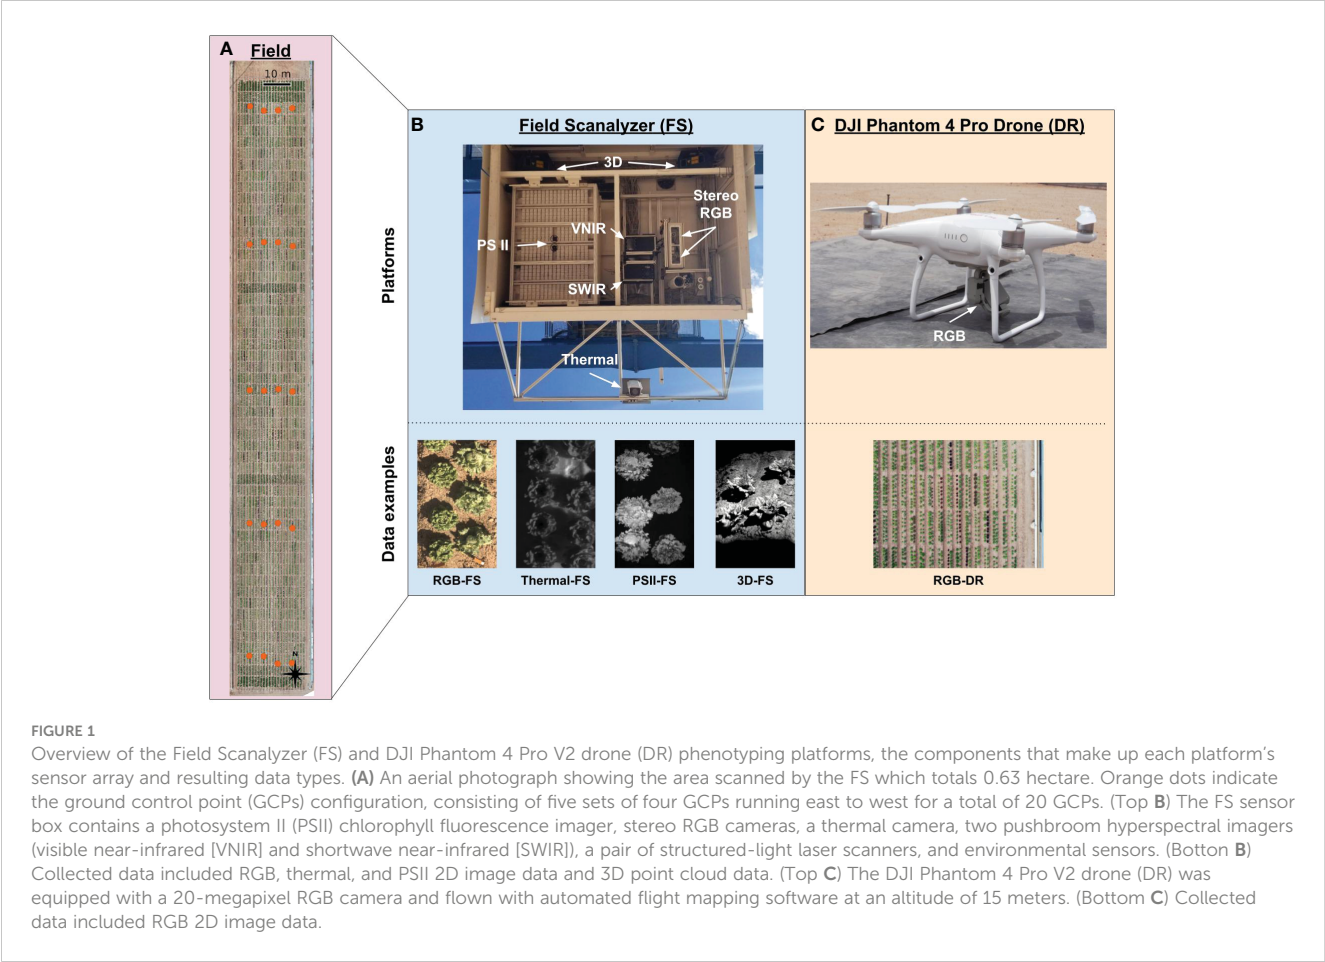 A Field
10 m
N
B Field Scanalyzer (FS)
C DJI Phantom 4 Pro Drone (DR)
Platforms
3D
Stereo
RGB
VNIR
PS II
SWIR
Thermal
RGB
Data examples
RGB-FS
Thermal-FS
PSII-FS
3D-FS
RGB-DR
FIGURE 1
Overview of the Field Scanalyzer (FS) and DJI Phantom 4 Pro V2 drone (DR) phenotyping platforms, the components that make up each platform's
sensor array and resulting data types. (A) An aerial photograph showing the area scanned by the FS which totals 0.63 hectare. Orange dots indicate
the ground control point (GCPs) configuration, consisting of five sets of four GCPs running east to west for a total of 20 GCPs. (Top B) The FS sensor
box contains a photosystem II (PSII) chlorophyll fluorescence imager, stereo RGB cameras, a thermal camera, two pushbroom hyperspectral imagers
(visible near-infrared [VNIR] and shortwave near-infrared [SWIR]), a pair of structured-light laser scanners, and environmental sensors. (Botton B)
Collected data included RGB, thermal, and PSII 2D image data and 3D point cloud data. (Top C) The DJI Phantom 4 Pro V2 drone (DR) was
equipped with a 20-megapixel RGB camera and flown with automated flight mapping software at an altitude of 15 meters. (Bottom C) Collected
data included RGB 2D image data.